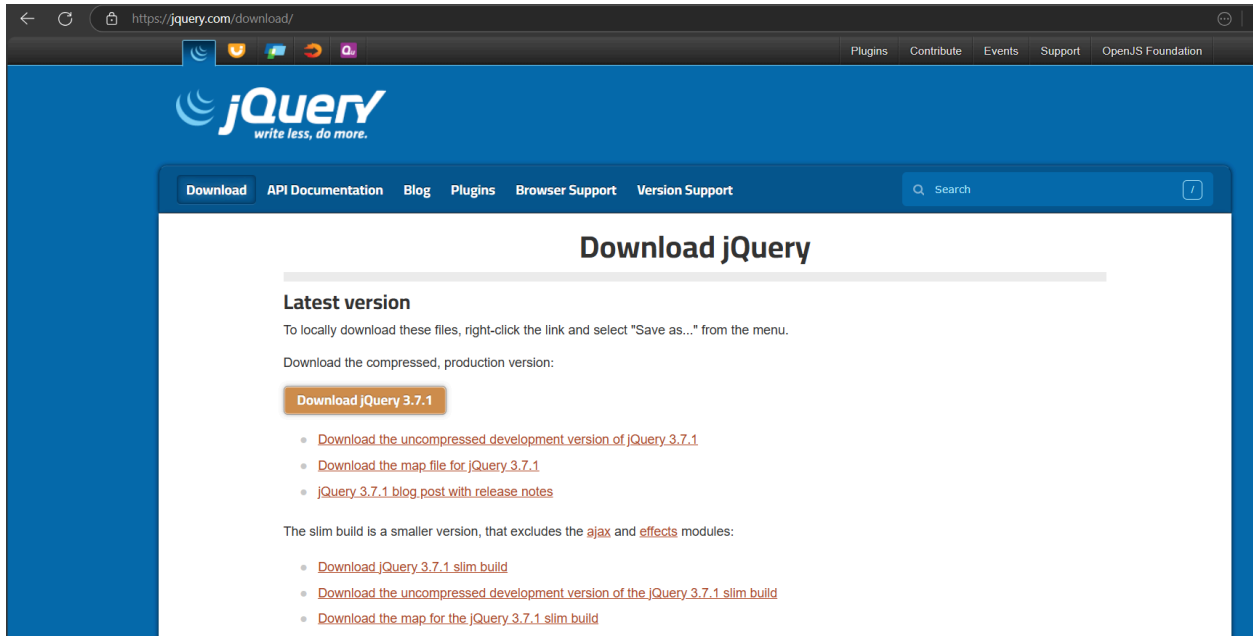 https://jquery.com/download/
Plugins Contribute Events Support OpenJS Foundation
jQuery
write less, do more.
Download API Documentation Blog Plugins Browser Support Version Support Search /
Download jQuery
Latest version
To locally download these files, right-click the link and select "Save as..." from the menu.
Download the compressed, production version:
Download jQuery 3.7.1
Download the uncompressed development version of jQuery 3.7.1
Download the map file for jQuery 3.7.1
jQuery 3.7.1 blog post with release notes
The slim build is a smaller version, that excludes the ajax and effects modules:
Download jQuery 3.7.1 slim build
Download the uncompressed development version of the jQuery 3.7.1 slim build
Download the map for the jQuery 3.7.1 slim build